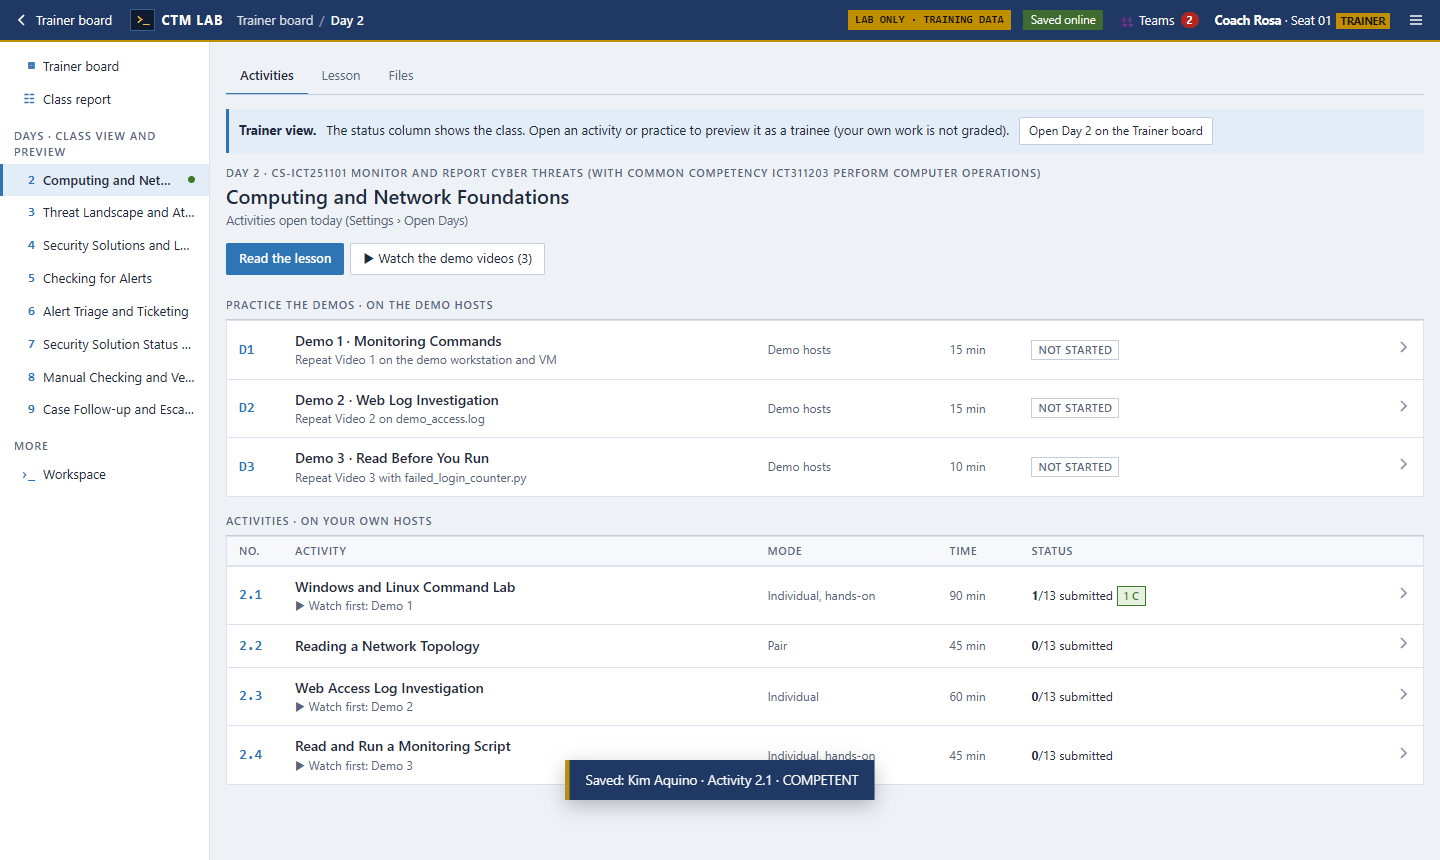 Trainer board
>_ CTM LAB
Trainer board / Day 2
LAB ONLY · TRAINING DATA
Saved online
Teams 2
Coach Rosa · Seat 01 TRAINER
Trainer board
Class report
DAYS · CLASS VIEW AND
PREVIEW
2 Computing and Net...
3 Threat Landscape and At...
4 Security Solutions and L...
5 Checking for Alerts
6 Alert Triage and Ticketing
7 Security Solution Status ...
8 Manual Checking and Ve...
9 Case Follow-up and Esca...
MORE
›_ Workspace
Activities Lesson Files
Trainer view. The status column shows the class. Open an activity or practice to preview it as a trainee (your own work is not graded). Open Day 2 on the Trainer board
DAY 2 · CS-ICT251101 MONITOR AND REPORT CYBER THREATS (WITH COMMON COMPETENCY ICT311203 PERFORM COMPUTER OPERATIONS)
Computing and Network Foundations
Activities open today (Settings › Open Days)
Read the lesson ▶ Watch the demo videos (3)
PRACTICE THE DEMOS · ON THE DEMO HOSTS
D1 Demo 1 · Monitoring Commands Demo hosts 15 min NOT STARTED
Repeat Video 1 on the demo workstation and VM
D2 Demo 2 · Web Log Investigation Demo hosts 15 min NOT STARTED
Repeat Video 2 on demo_access.log
D3 Demo 3 · Read Before You Run Demo hosts 10 min NOT STARTED
Repeat Video 3 with failed_login_counter.py
ACTIVITIES · ON YOUR OWN HOSTS
NO. ACTIVITY MODE TIME STATUS
2.1 Windows and Linux Command Lab Individual, hands-on 90 min 1/13 submitted 1 C
▶ Watch first: Demo 1
2.2 Reading a Network Topology Pair 45 min 0/13 submitted
2.3 Web Access Log Investigation Individual 60 min 0/13 submitted
▶ Watch first: Demo 2
2.4 Read and Run a Monitoring Script Individual, hands-on 45 min 0/13 submitted
▶ Watch first: Demo 3
Saved: Kim Aquino · Activity 2.1 · COMPETENT